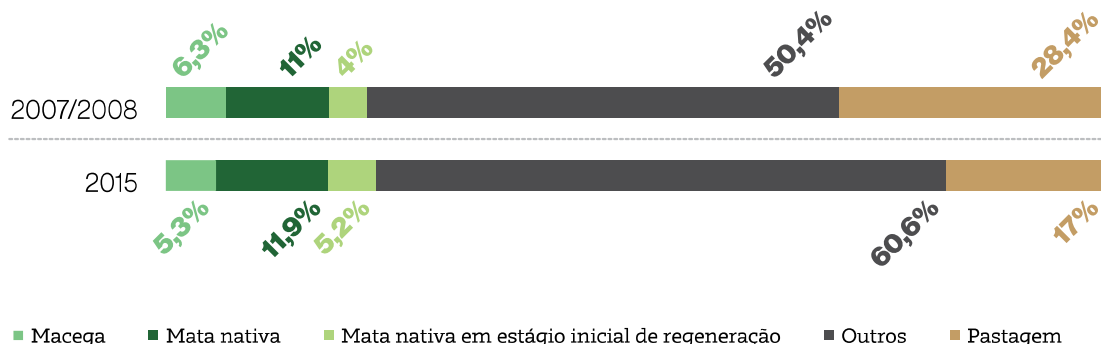 6,3% 11% 4% 50,4% 28,4%
2007/2008
2015
5,3% 11,9% 5,2% 60,6% 17%
Macega Mata nativa Mata nativa em estágio inicial de regeneração Outros Pastagem